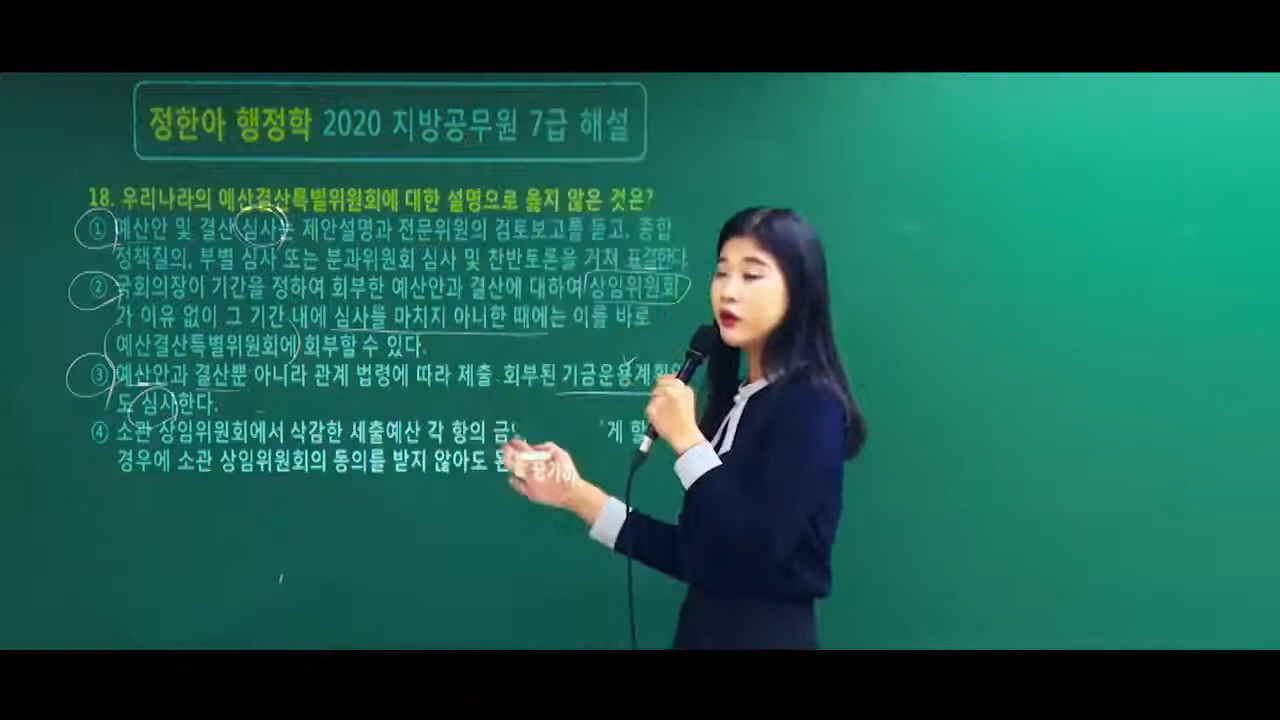 정한아 행정학 2020 지방공무원 7급 해설
18. 우리나라의 예산결산특별위원회에 대한 설명으로 옳지 않은 것은?
① 예산안 및 결산 심사는 제안설명과 전문위원의 검토보고를 듣고, 종합
정책질의, 부별 심사 또는 분과위원회 심사 및 찬반토론을 거쳐 표결한다.
② 국회의장이 기간을 정하여 회부한 예산안과 결산에 대하여 상임위원회
가 이유 없이 그 기간 내에 심사를 마치지 아니한 때에는 이를 바로
예산결산특별위원회에 회부할 수 있다.
③ 예산안과 결산뿐 아니라 관계 법령에 따라 제출·회부된 기금운용계획안
도 심사한다.
④ 소관 상임위원회에서 삭감한 세출예산 각 항의 게
경우에 소관 상임위원회의 동의를 받지 않아도